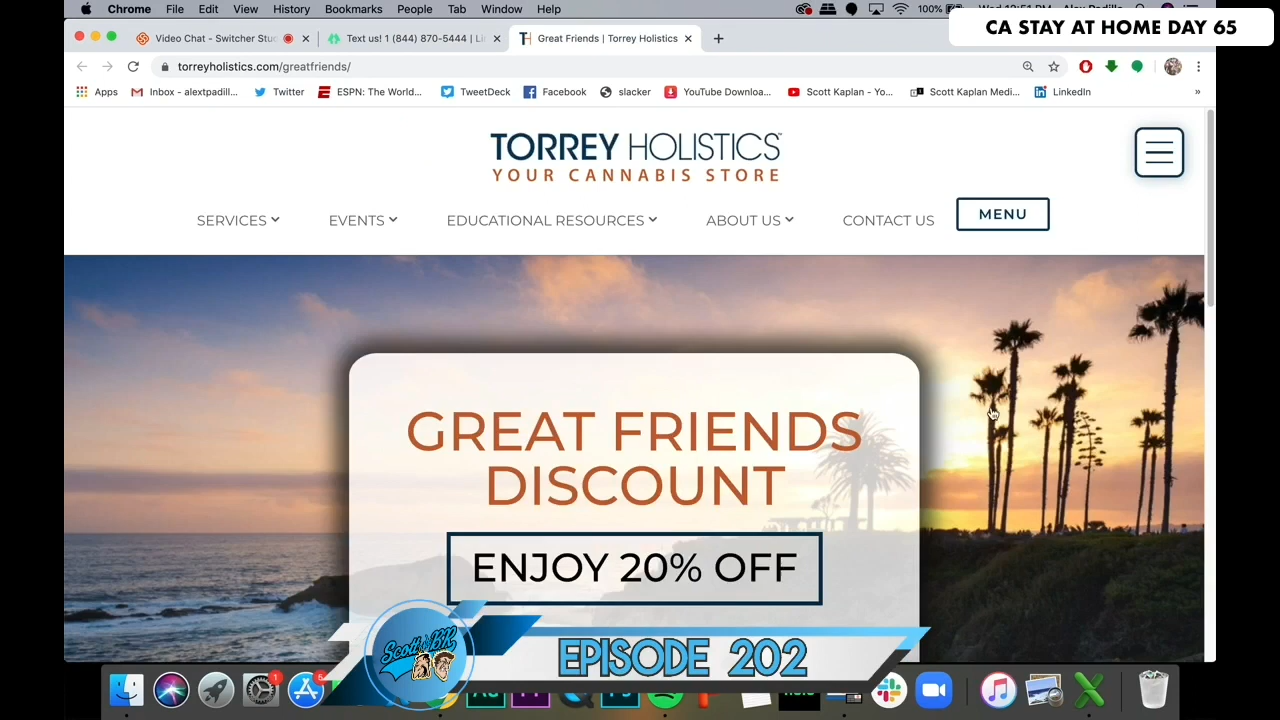 Chrome File Edit View History Bookmarks People Tab Window Help
100%
CA STAY AT HOME DAY 65
Video Chat - Switcher Stu
Text us! 1 (844) 870-5444 | Li
Great Friends | Torrey Holistics
torreyholistics.com/greatfriends/
Apps
Inbox - alextpadill...
Twitter
ESPN: The World...
TweetDeck
Facebook
slacker
YouTube Downloa...
Scott Kaplan - Yo...
Scott Kaplan Medi...
LinkedIn
»
TORREY HOLISTICS
YOUR CANNABIS STORE
SERVICES
EVENTS
EDUCATIONAL RESOURCES
ABOUT US
CONTACT US
MENU
GREAT FRIENDS
DISCOUNT
ENJOY 20% OFF
EPISODE 202